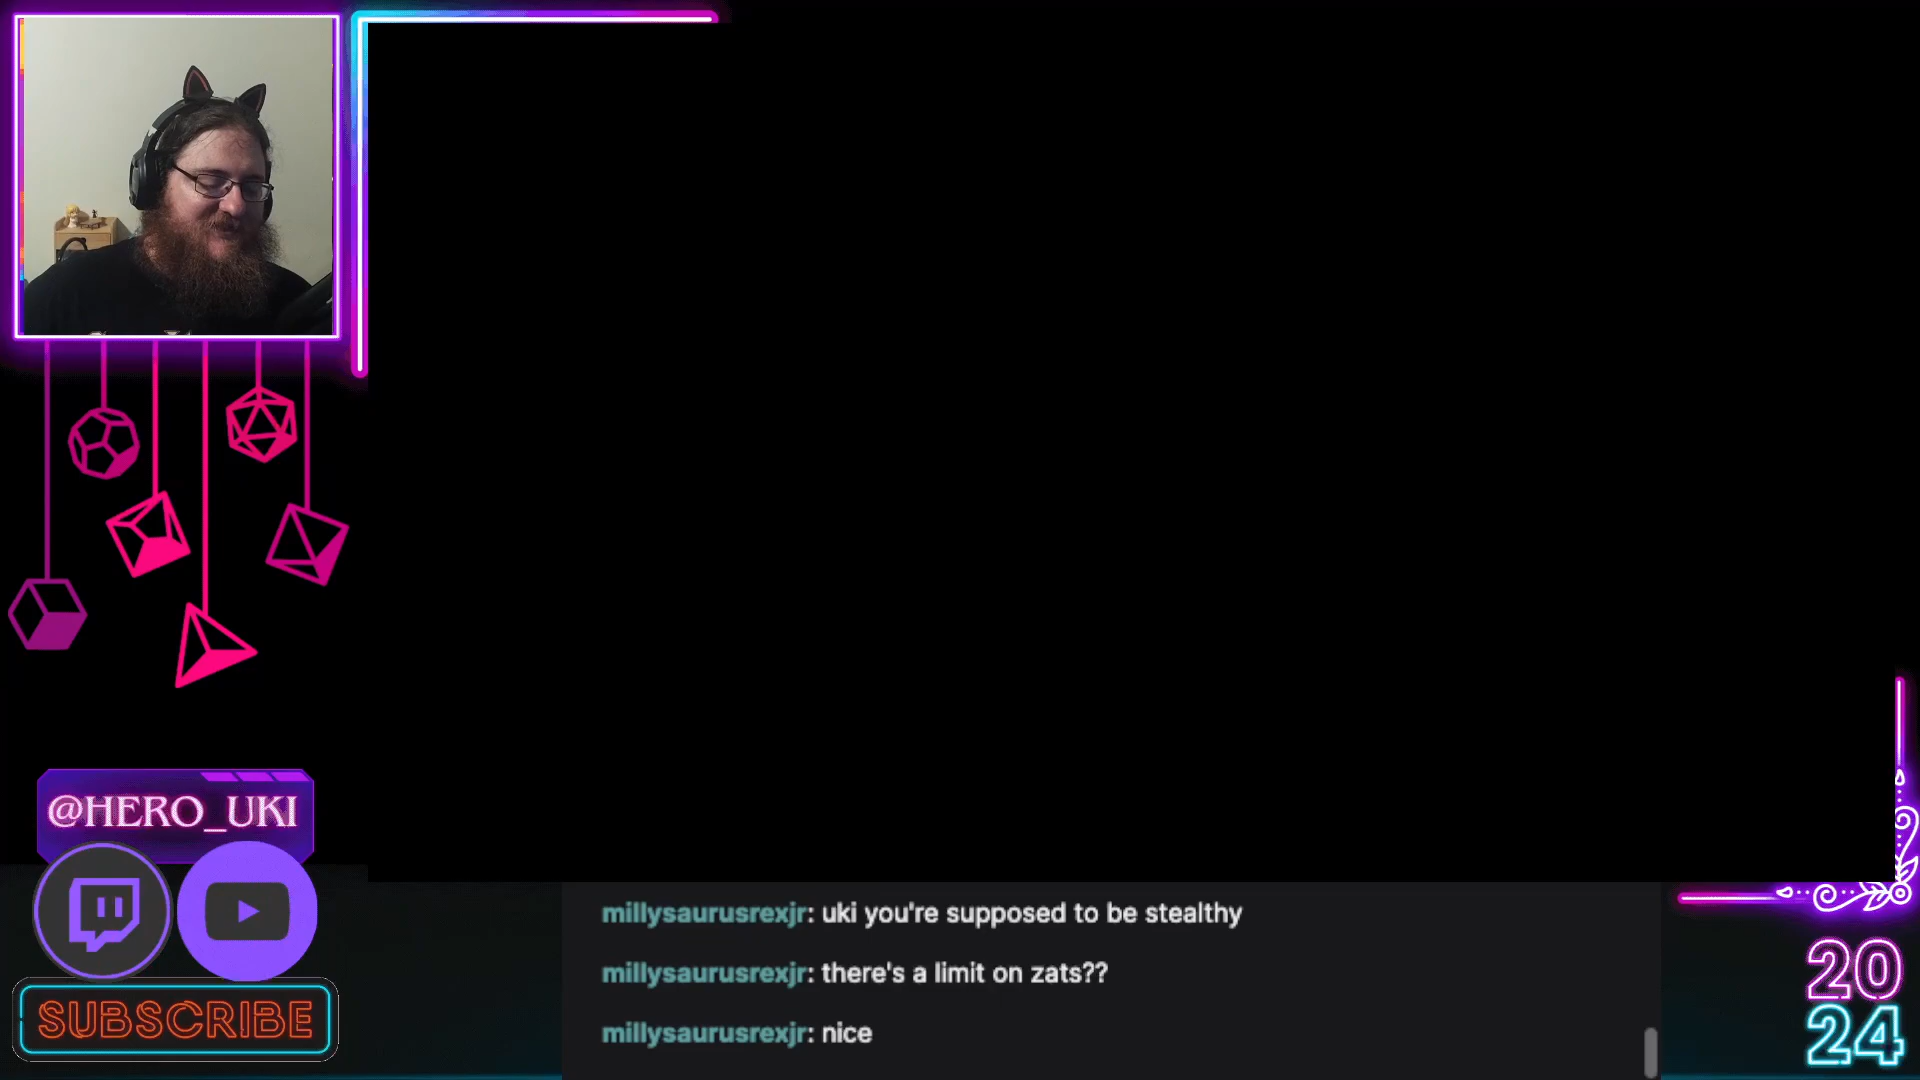 @HERO_UKI
SUBSCRIBE
millysaurusrexjr: uki you're supposed to be stealthy
millysaurusrexjr: there's a limit on zats??
millysaurusrexjr: nice
20
24